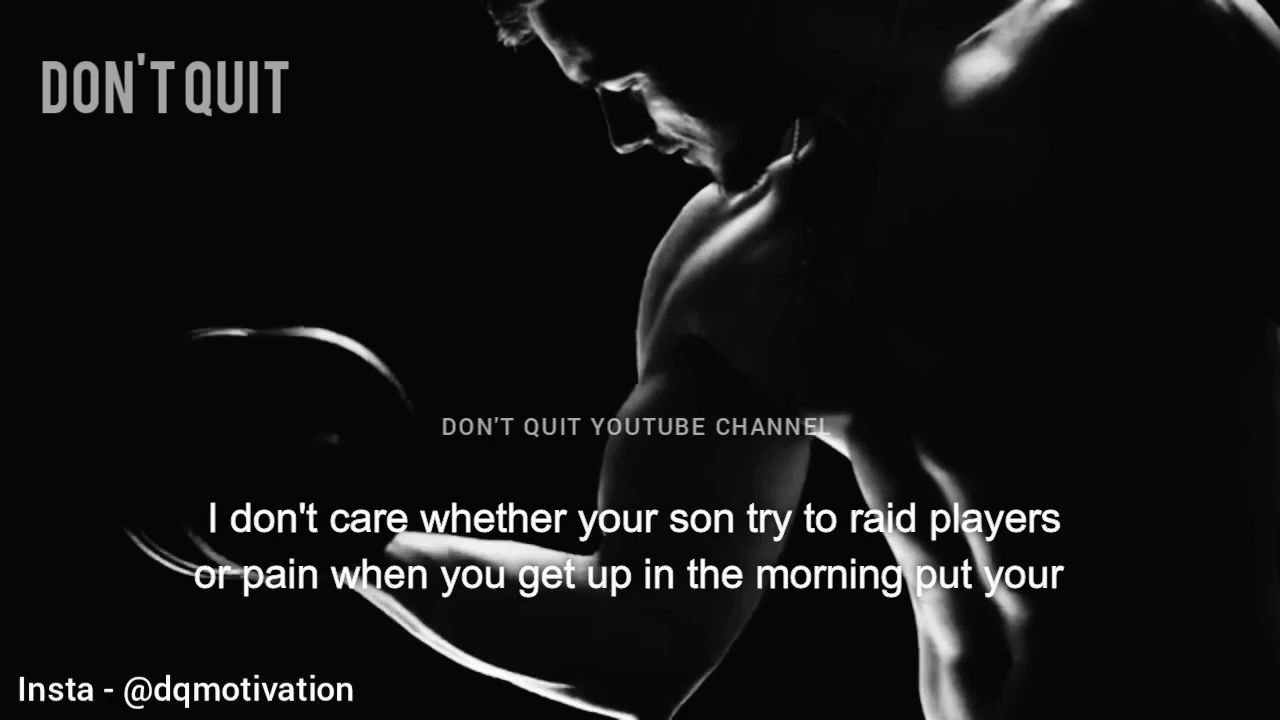 DON'T QUIT
DON'T QUIT YOUTUBE CHANNEL
I don't care whether your son try to raid players
or pain when you get up in the morning put your
Insta - @dqmotivation